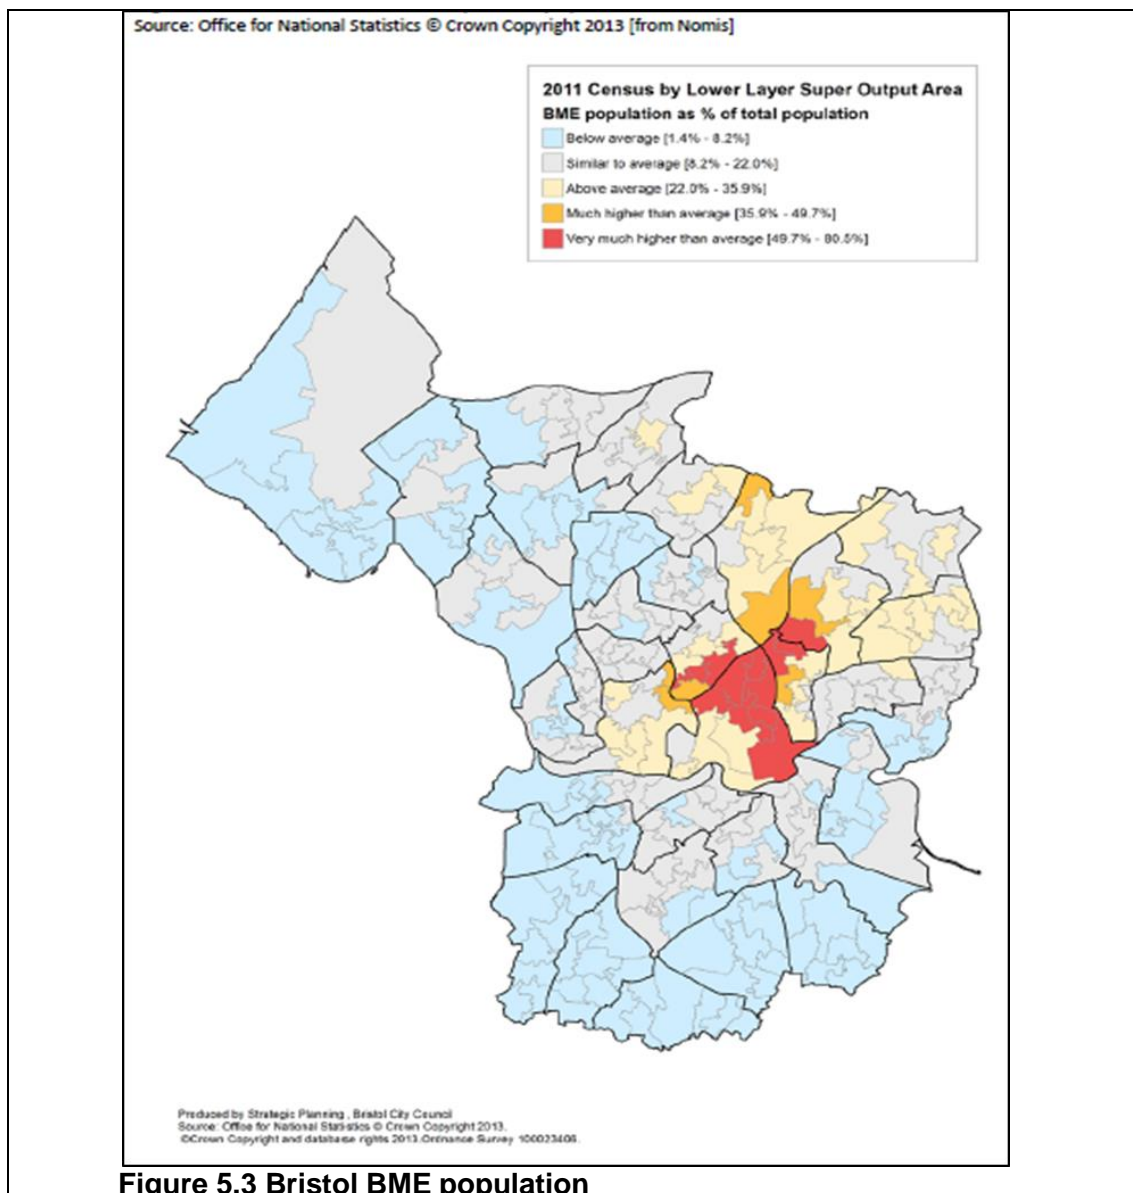 Source: Office for National Statistics © Crown Copyright 2013 [from Nomis]
2011 Census by Lower Layer Super Output Area
BME population as % of total population
Below average [1.4% - 8.2%]
Similar to average [8.2% - 22.0%]
Above average [22.0% - 35.9%]
Much higher than average [35.9% - 49.7%]
Very much higher than average [49.7% - 80.5%]
Produced by Strategic Planning , Bristol City Council
Source: Office for National Statistics © Crown Copyright 2013.
©Crown Copyright and database rights 2013.Ordnance Survey 100023406.
Figure 5.3 Bristol BME population